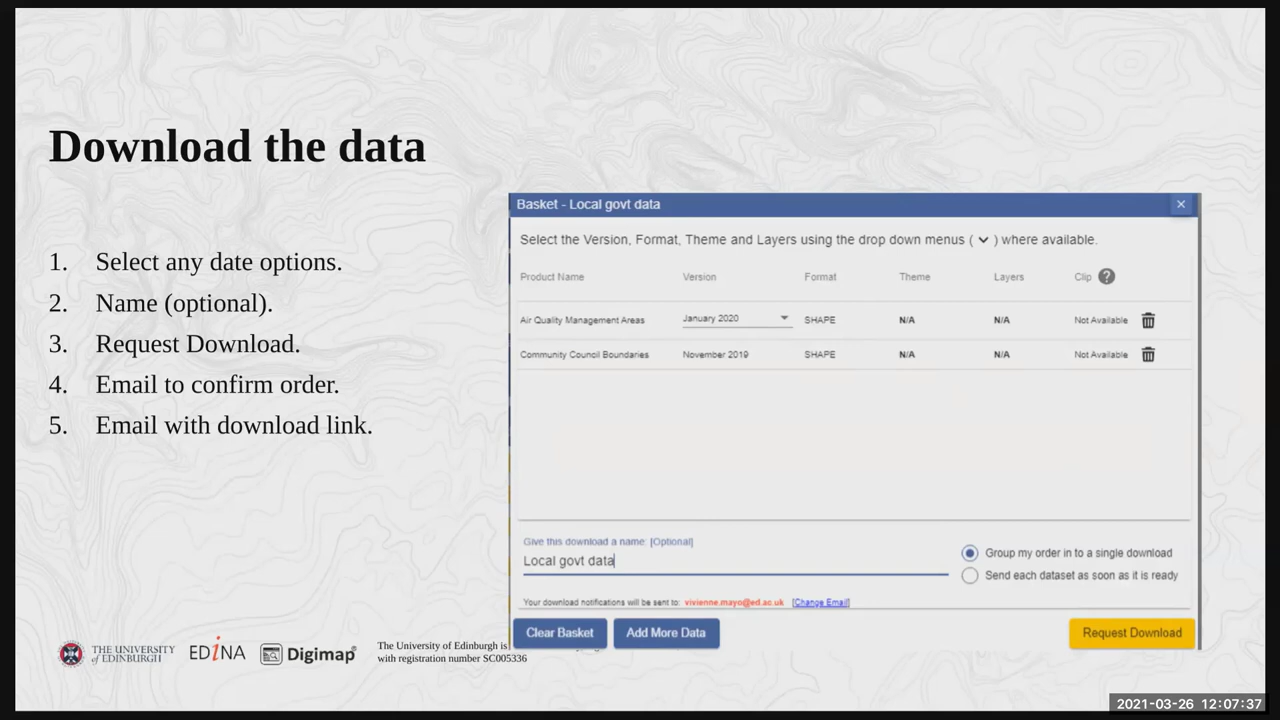 Download the data
1. Select any date options.
2. Name (optional).
3. Request Download.
4. Email to confirm order.
5. Email with download link.
Basket - Local govt data
Select the Version, Format, Theme and Layers using the drop down menus ( ) where available.
Product Name Version Format Theme Layers Clip ?
Air Quality Management Areas January 2020 SHAPE N/A N/A Not Available
Community Council Boundaries November 2019 SHAPE N/A N/A Not Available
Give this download a name: [Optional]
Local govt data
Group my order in to a single download
Send each dataset as soon as it is ready
Your download notifications will be sent to: vivienne.mayo@ed.ac.uk [Change Email]
Clear Basket Add More Data Request Download
THE UNIVERSITY
of EDINBURGH
EDINA
Digimap
The University of Edinburgh is
with registration number SC005336
2021-03-26 12:07:37